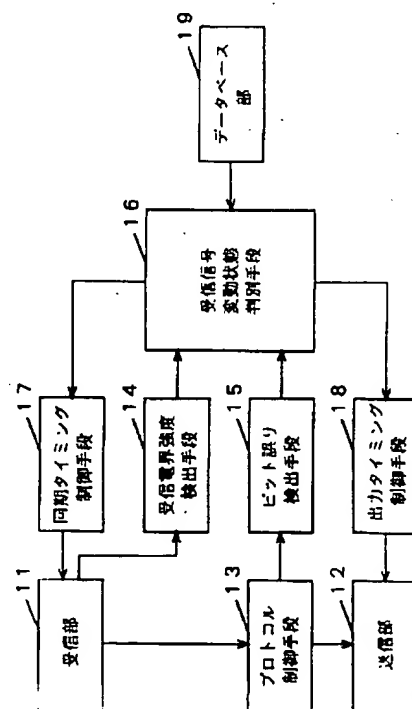 11
受信部
17
同期タイミング
制御手段
14
受信電界強度
検出手段
16
受信信号
変動状態
判別手段
19
データベース
部
13
プロトコル
制御手段
15
ビット誤り
検出手段
12
送信部
18
出力タイミング
制御手段